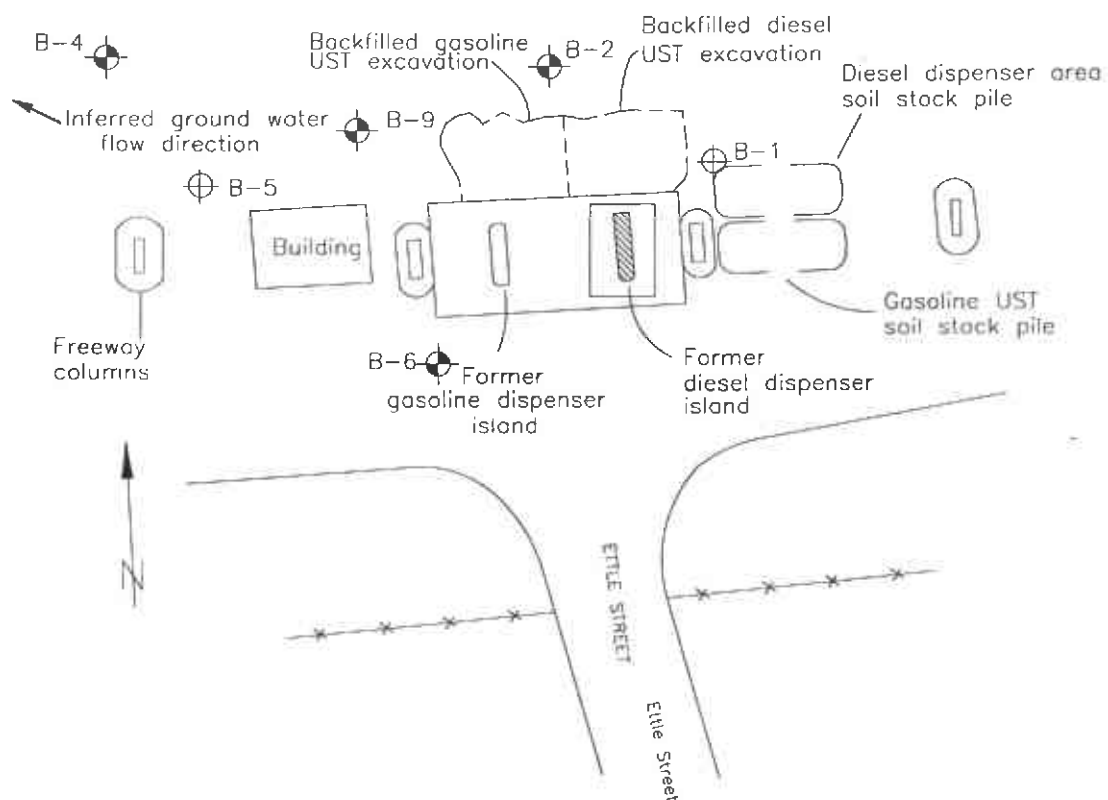 B-4
Backfilled gasoline
UST excavation
B-2
Backfilled diesel
UST excavation
Diesel dispenser area
soil stock pile
Inferred ground water
flow direction
B-9
B-1
B-5
Building
Gasoline UST
soil stock pile
Freeway
columns
B-6
Former
gasoline dispenser
island
Former
diesel dispenser
island
N
ETTLE STREET
Ettle Street